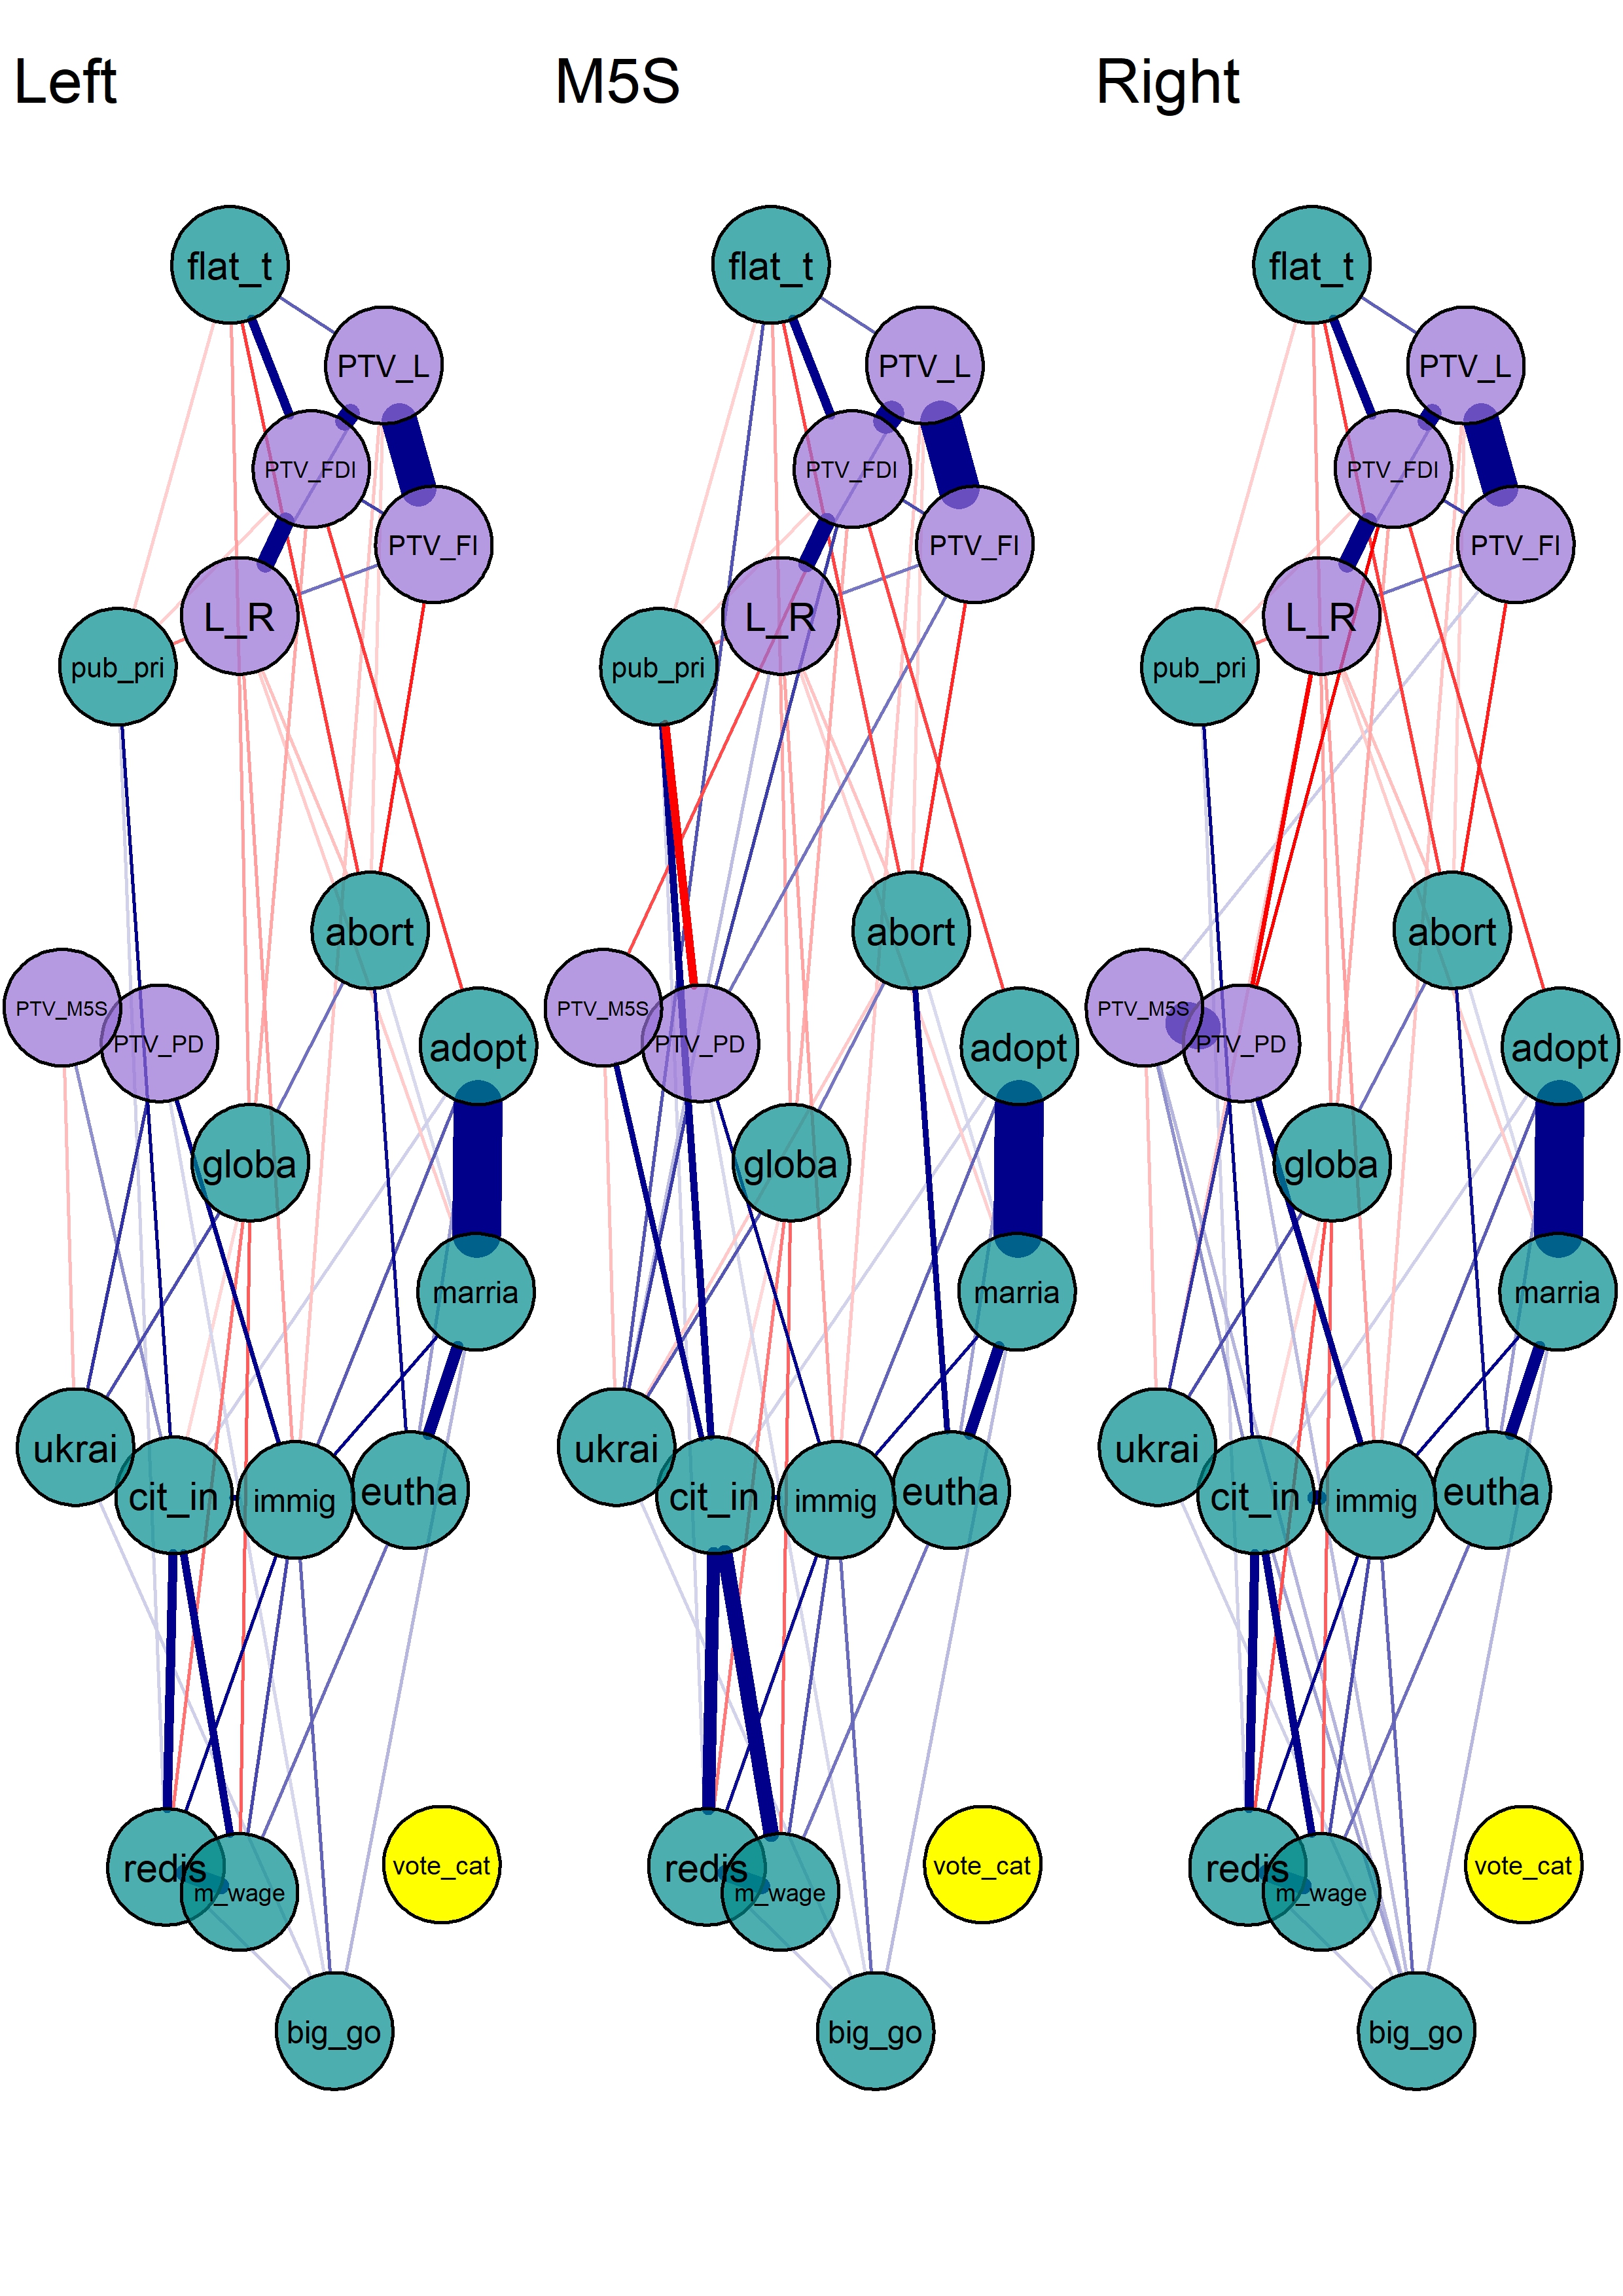 Left
flat_t
PTV_L
PTV_FDI
PTV_FI
L_R
pub_pri
abort
PTV_M5S
PTV_PD
adopt
globa
marria
ukrai
cit_in
immig
eutha
redis
m_wage
vote_cat
big_go
M5S
flat_t
PTV_L
PTV_FDI
PTV_FI
L_R
pub_pri
abort
PTV_M5S
PTV_PD
adopt
globa
marria
ukrai
cit_in
immig
eutha
redis
m_wage
vote_cat
big_go
Right
flat_t
PTV_L
PTV_FDI
PTV_FI
L_R
pub_pri
abort
PTV_M5S
PTV_PD
adopt
globa
marria
ukrai
cit_in
immig
eutha
redis
m_wage
vote_cat
big_go